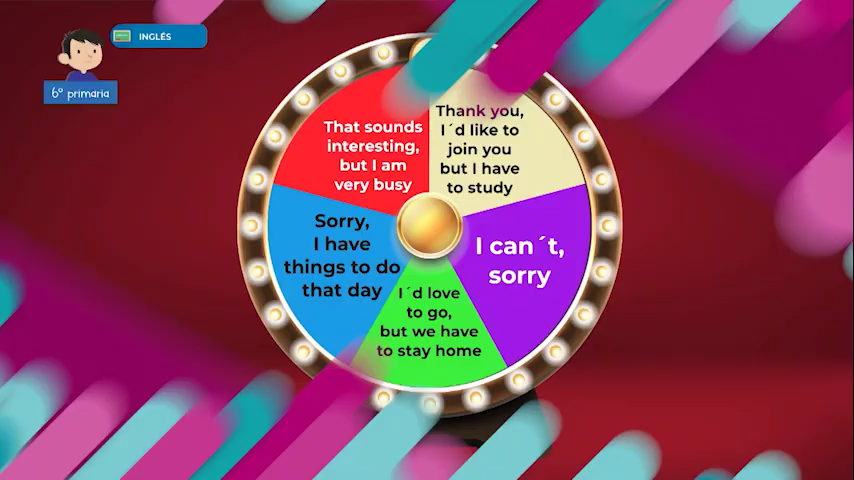 INGLÉS
6º primaria
That sounds
interesting,
but I am
very busy
Thank you,
I´d like to
join you
but I have
to study
Sorry,
I have
things to do
that day
I can´t,
sorry
I´d love
to go,
but we have
to stay home